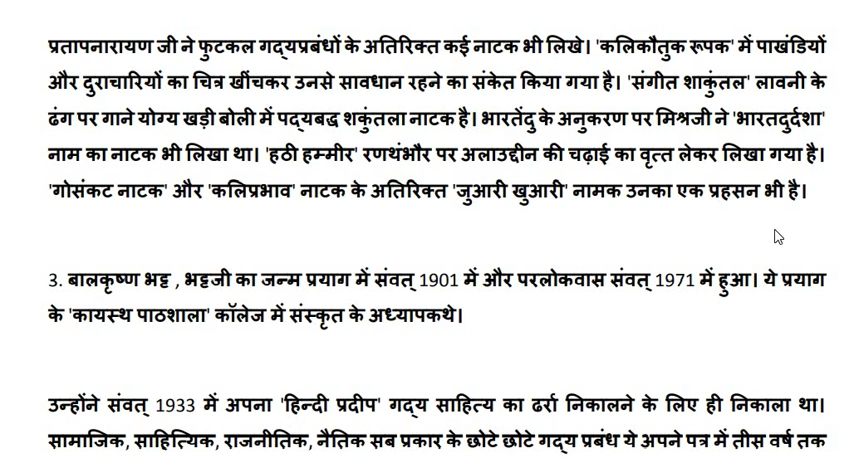 प्रतापनारायण जी ने फुटकल गद्यप्रबंधों के अतिरिक्त कई नाटक भी लिखे। 'कलिकौतुक रूपक' में पाखंडियों
और दुराचारियों का चित्र खींचकर उनसे सावधान रहने का संकेत किया गया है। 'संगीत शाकुंतल' लावनी के
ढंग पर गाने योग्य खड़ी बोली में पद्यबद्ध शकुंतला नाटक है। भारतेंदु के अनुकरण पर मिश्रजी ने 'भारतदुर्दशा'
नाम का नाटक भी लिखा था। 'हठी हम्मीर' रणथंभौर पर अलाउद्दीन की चढ़ाई का वृत्त लेकर लिखा गया है।
'गोसंकट नाटक' और 'कलिप्रभाव' नाटक के अतिरिक्त 'जुआरी खुआरी' नामक उनका एक प्रहसन भी है।
3. बालकृष्ण भट्ट , भट्टजी का जन्म प्रयाग में संवत् 1901 में और परलोकवास संवत् 1971 में हुआ। ये प्रयाग
के 'कायस्थ पाठशाला' कॉलेज में संस्कृत के अध्यापकथे।
उन्होंने संवत् 1933 में अपना 'हिन्दी प्रदीप' गद्य साहित्य का ढर्रा निकालने के लिए ही निकाला था।
सामाजिक, साहित्यिक, राजनीतिक, नैतिक सब प्रकार के छोटे छोटे गद्य प्रबंध ये अपने पत्र में तीस वर्ष तक